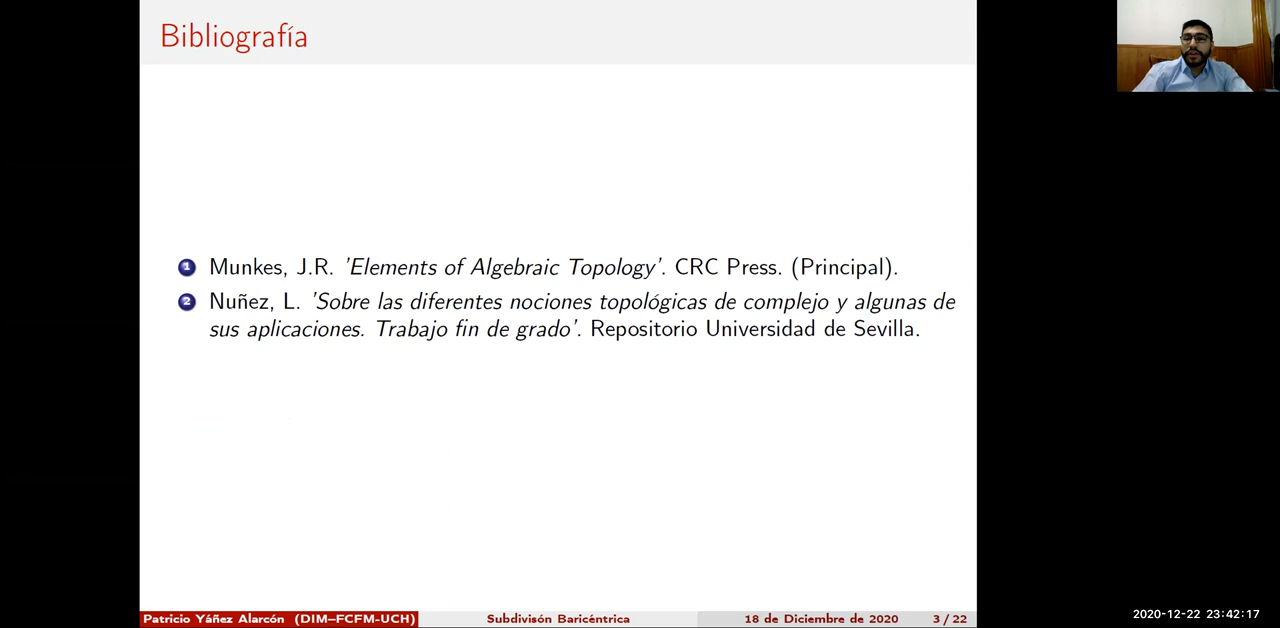 Bibliografía
1 Munkes, J.R. 'Elements of Algebraic Topology'. CRC Press. (Principal).
2 Nuñez, L. 'Sobre las diferentes nociones topológicas de complejo y algunas de
sus aplicaciones. Trabajo fin de grado'. Repositorio Universidad de Sevilla.
Patricio Yáñez Alarcón (DIM–FCFM-UCH) Subdivisón Baricéntrica 18 de Diciembre de 2020 3 / 22
2020-12-22 23:42:17